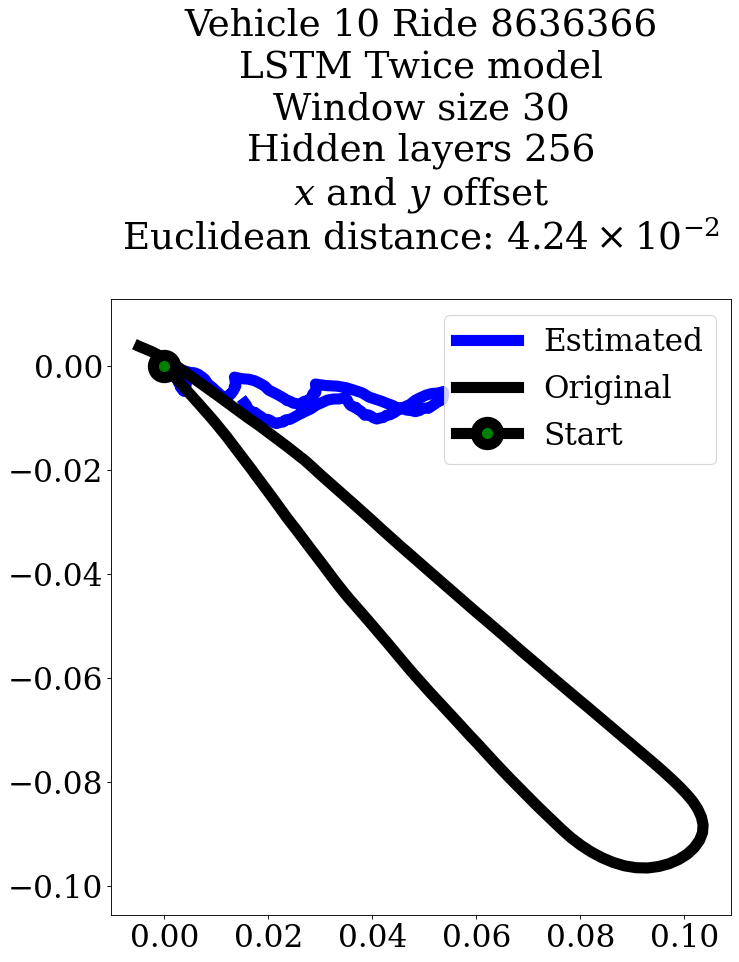 Vehicle 10 Ride 8636366
LSTM Twice model
Window size 30
Hidden layers 256
x and y offset
Euclidean distance: 4.24 × 10⁻²
Estimated
Original
Start
0.00
−0.02
−0.04
−0.06
−0.08
−0.10
0.00 0.02 0.04 0.06 0.08 0.10